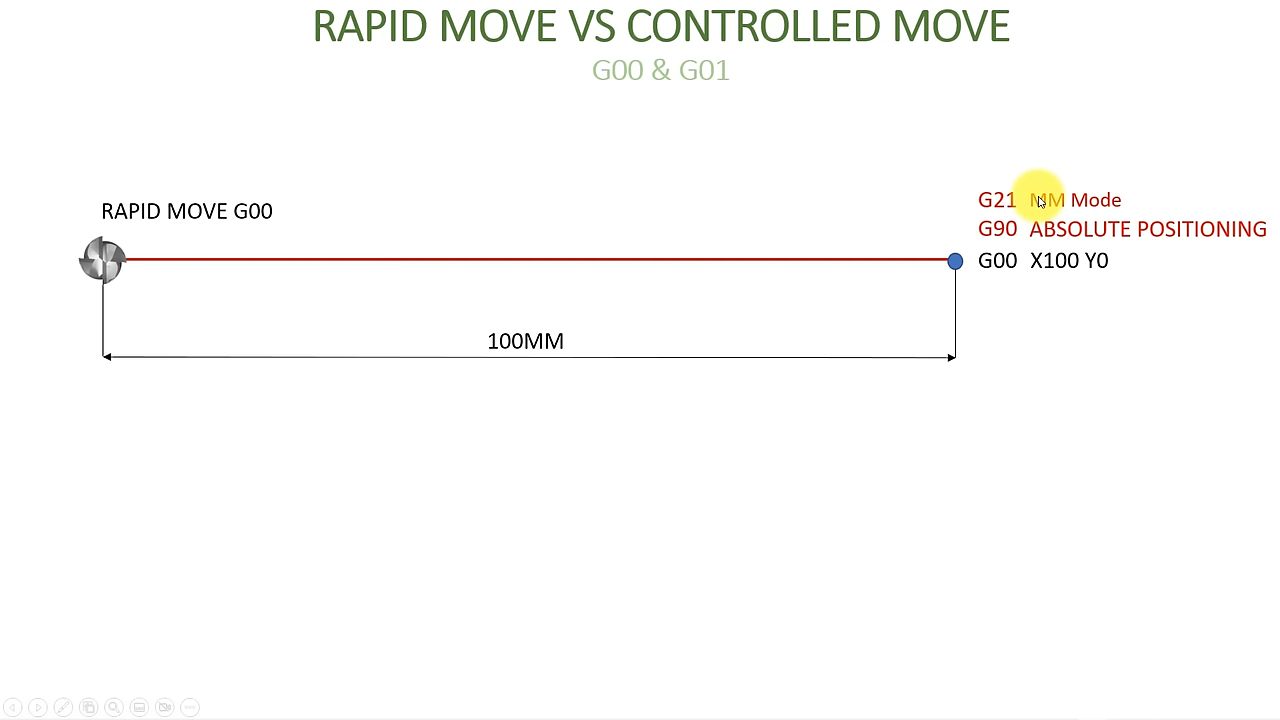 RAPID MOVE VS CONTROLLED MOVE
G00 & G01
RAPID MOVE G00
G21 MM Mode
G90 ABSOLUTE POSITIONING
G00 X100 Y0
100MM